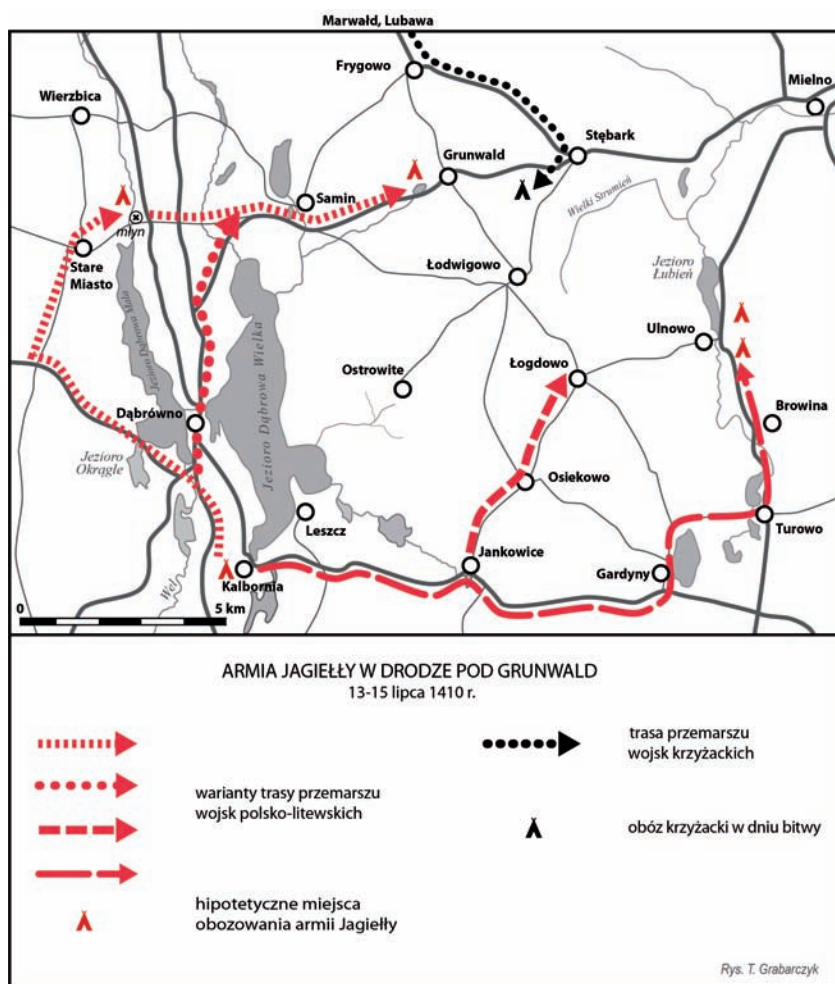 Marwałd, Lubawa
Frygowo
Mielno
Wierzbica
Stębark
Grunwald
Samin
Wielki Strumień
młyn
Stare
Miasto
Łodwigowo
Jezioro
Łubień
Jezioro Dąbrowa Mała
Jezioro Dąbrowa Wielka
Ulnowo
Ostrowite
Łogdowo
Dąbrówno
Browina
Jezioro
Okrągle
Osiekowo
Leszcz
Turowo
Jankowice
Kalbornia
Gardyny
Wel
0 5 km
ARMIA JAGIEŁŁY W DRODZE POD GRUNWALD
13-15 lipca 1410 r.
warianty trasy przemarszu
wojsk polsko-litewskich
hipotetyczne miejsca
obozowania armii Jagiełły
trasa przemarszu
wojsk krzyżackich
obóz krzyżacki w dniu bitwy
Rys. T. Grabarczyk